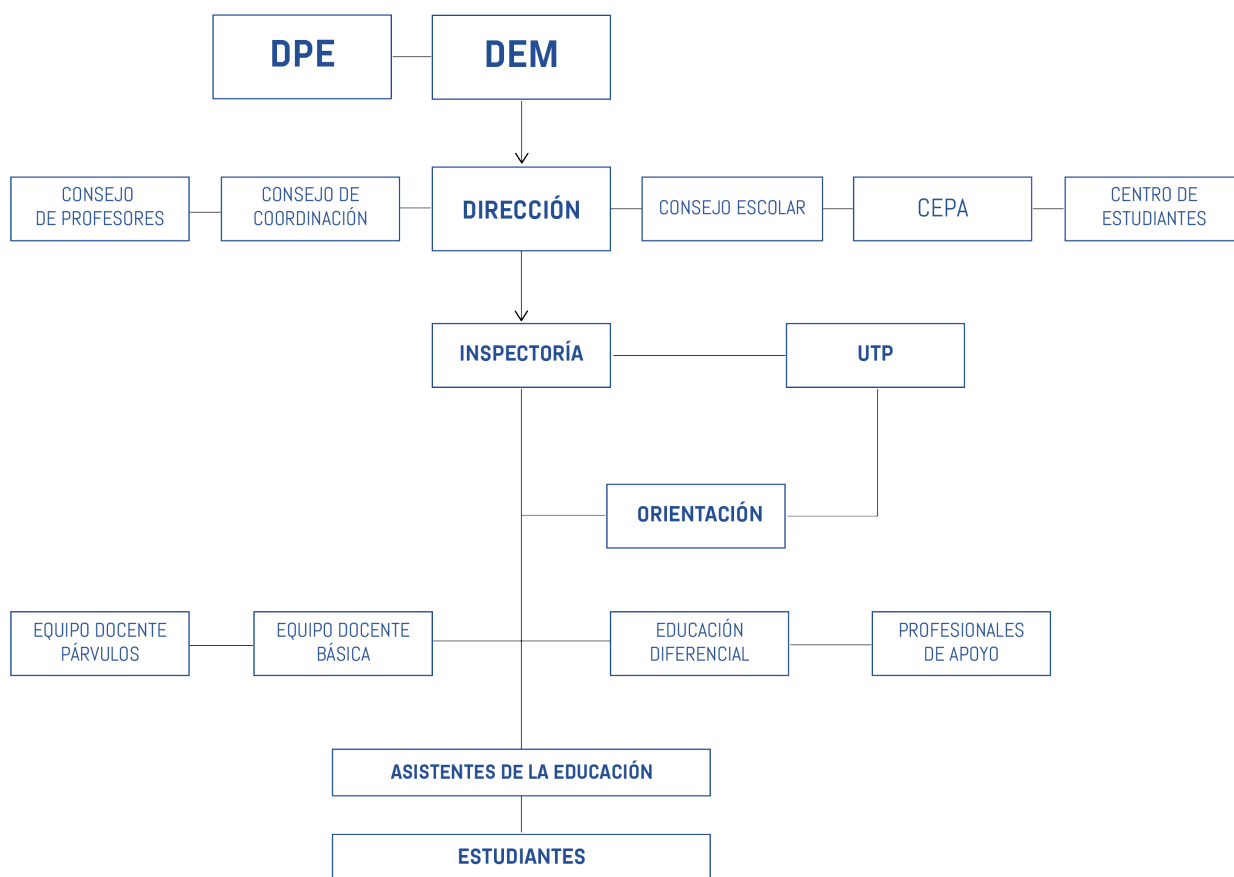 DPE
DEM
CONSEJO
DE PROFESORES
CONSEJO DE
COORDINACIÓN
DIRECCIÓN
CONSEJO ESCOLAR
CEPA
CENTRO DE
ESTUDIANTES
INSPECTORÍA
UTP
ORIENTACIÓN
EQUIPO DOCENTE
PÁRVULOS
EQUIPO DOCENTE
BÁSICA
EDUCACIÓN
DIFERENCIAL
PROFESIONALES
DE APOYO
ASISTENTES DE LA EDUCACIÓN
ESTUDIANTES